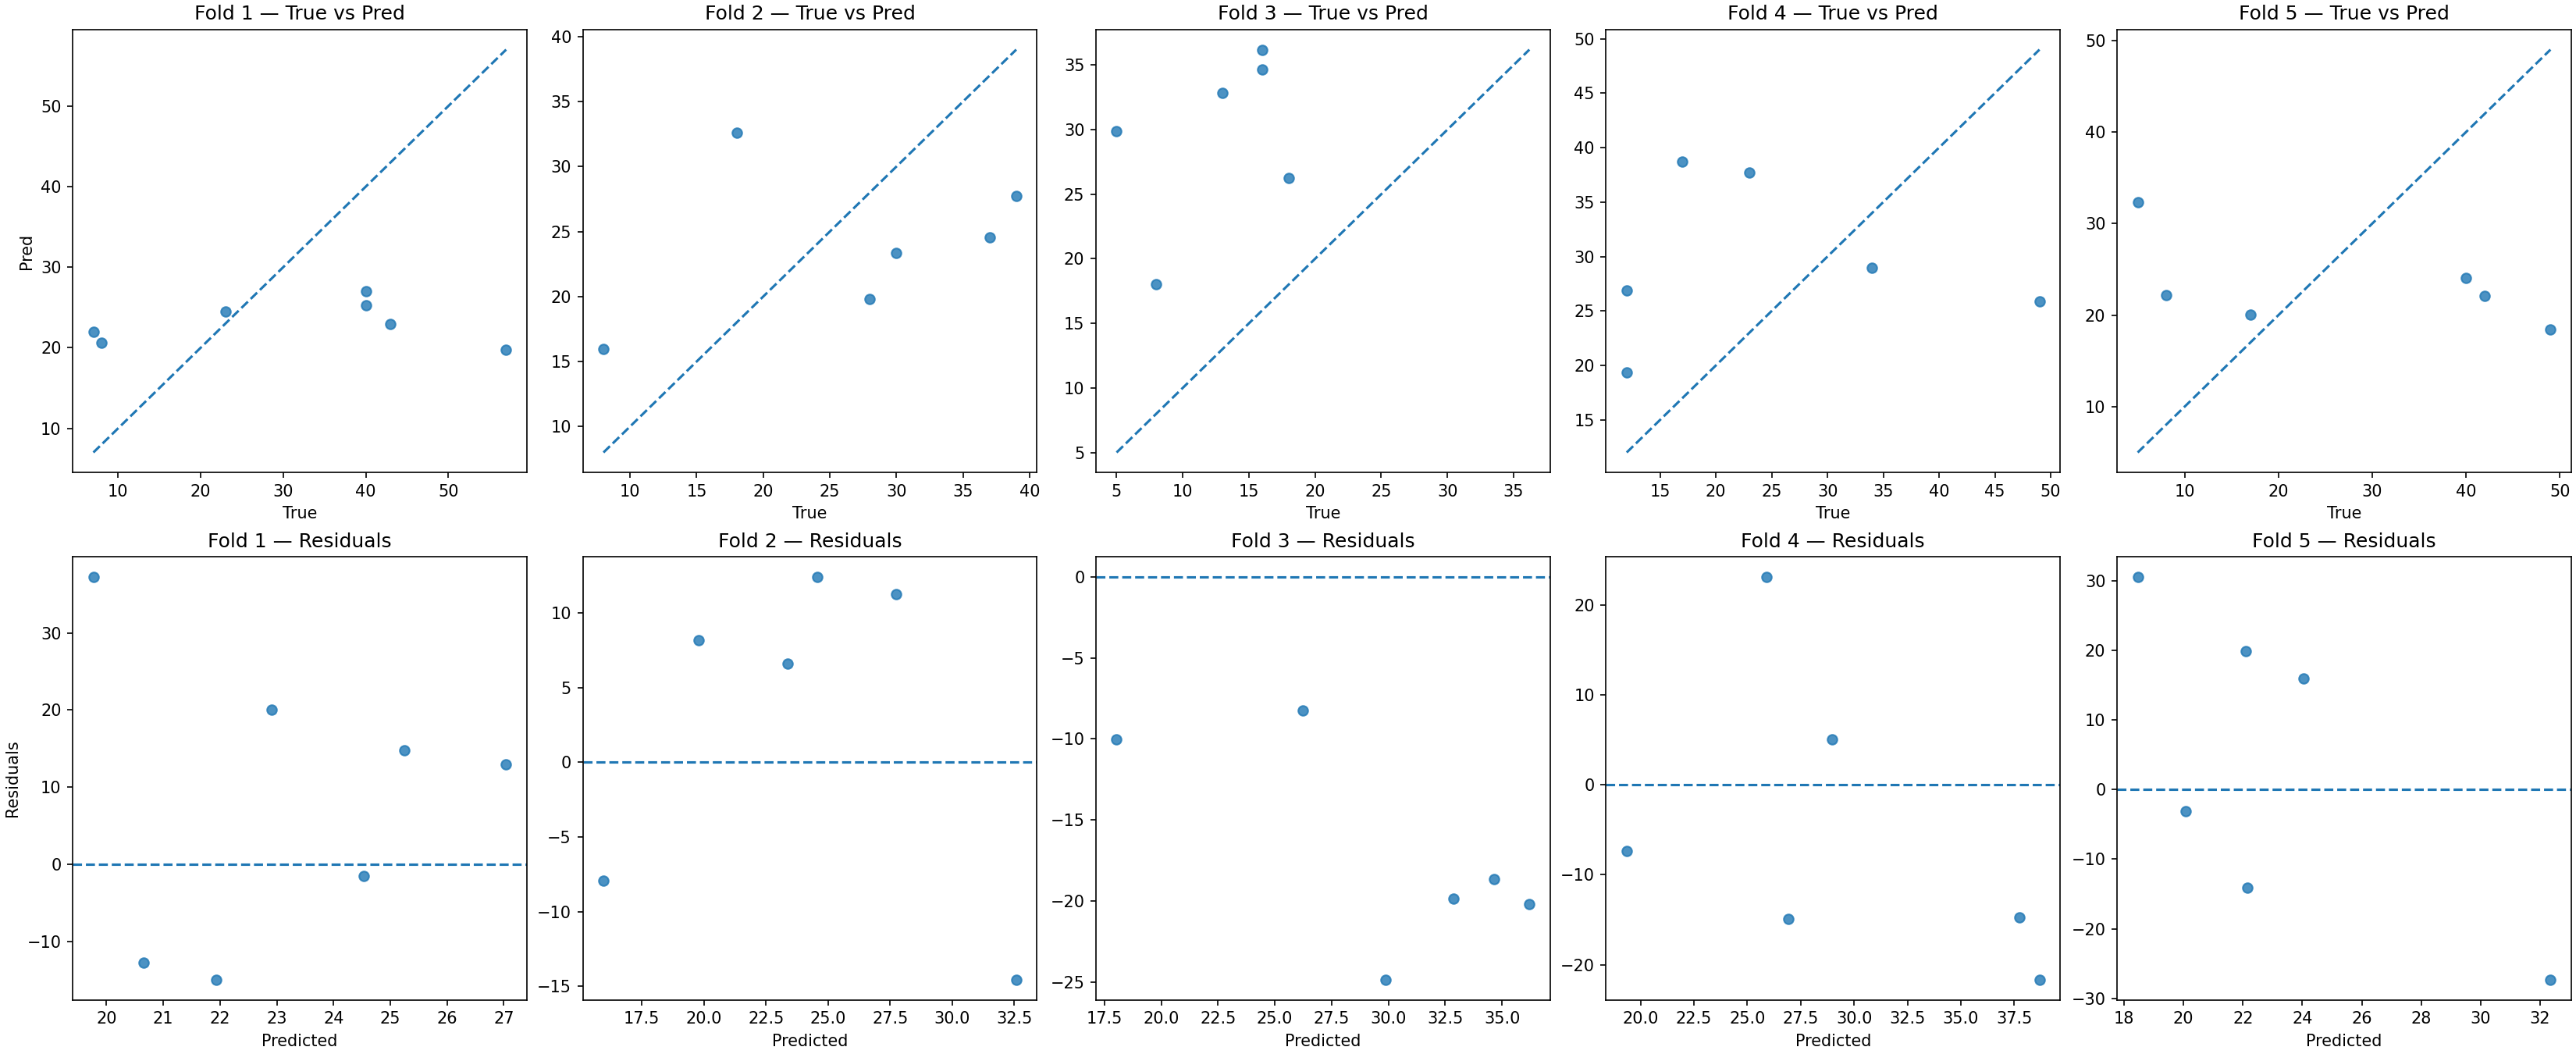 Fold 1 — True vs Pred
Fold 2 — True vs Pred
Fold 3 — True vs Pred
Fold 4 — True vs Pred
Fold 5 — True vs Pred
Pred
50
40
30
20
10
10 20 30 40 50
True
40
35
30
25
20
15
10
10 15 20 25 30 35 40
True
35
30
25
20
15
10
5
5 10 15 20 25 30 35
True
50
45
40
35
30
25
20
15
15 20 25 30 35 40 45 50
True
50
40
30
20
10
10 20 30 40 50
True
Fold 1 — Residuals
Fold 2 — Residuals
Fold 3 — Residuals
Fold 4 — Residuals
Fold 5 — Residuals
Residuals
30
20
10
0
−10
20 21 22 23 24 25 26 27
Predicted
10
5
0
−5
−10
−15
17.5 20.0 22.5 25.0 27.5 30.0 32.5
Predicted
0
−5
−10
−15
−20
−25
17.5 20.0 22.5 25.0 27.5 30.0 32.5 35.0
Predicted
20
10
0
−10
−20
20.0 22.5 25.0 27.5 30.0 32.5 35.0 37.5
Predicted
30
20
10
0
−10
−20
−30
18 20 22 24 26 28 30 32
Predicted